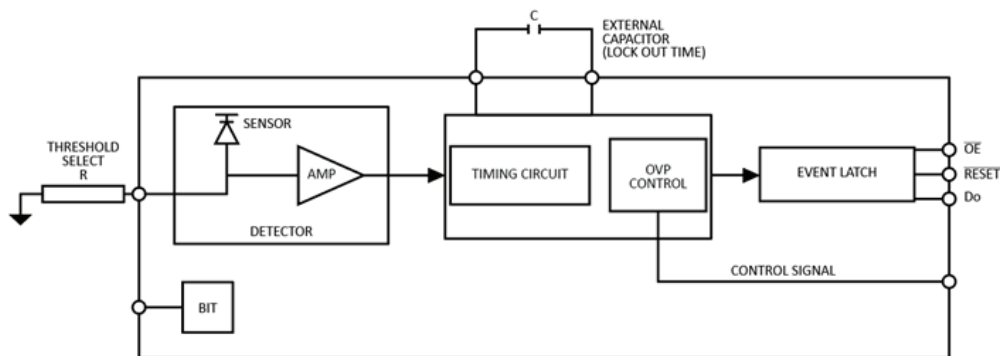 C
EXTERNAL
CAPACITOR
(LOCK OUT TIME)
THRESHOLD
SELECT
R
SENSOR
AMP
DETECTOR
TIMING CIRCUIT
OVP
CONTROL
EVENT LATCH
OE
RESET
Do
CONTROL SIGNAL
BIT